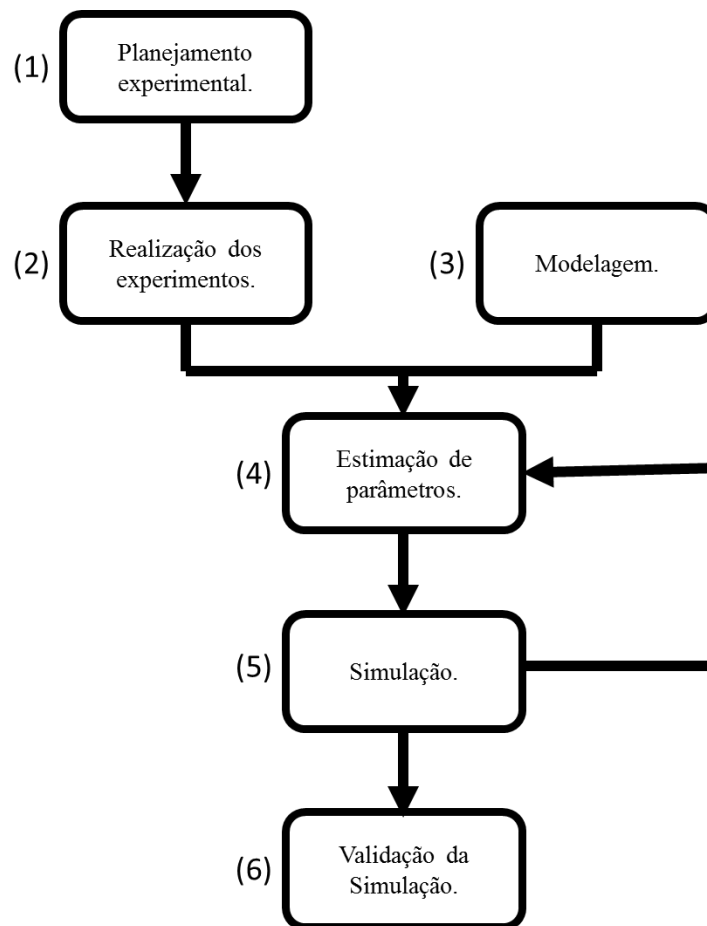 (1)
Planejamento
experimental.
(2)
Realização dos
experimentos.
(3)
Modelagem.
(4)
Estimação de
parâmetros.
(5)
Simulação.
(6)
Validação da
Simulação.